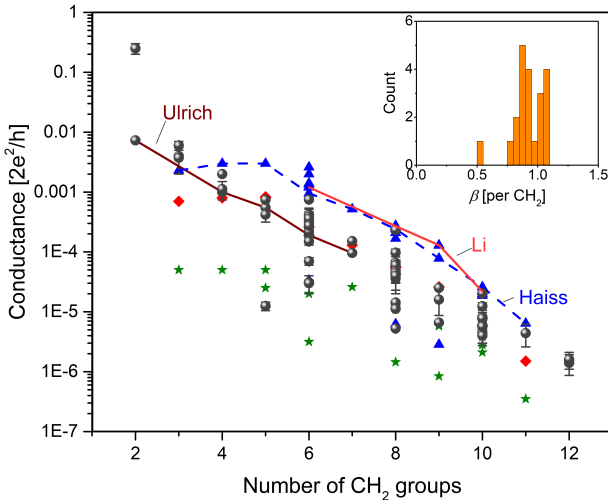 1
0.1
0.01
0.001
1E-4
1E-5
1E-6
1E-7
Conductance [2e²/h]
2
4
6
8
10
12
Number of CH₂ groups
Ulrich
Li
Haiss
6
4
2
0
Count
0.0
0.5
1.0
1.5
β [per CH₂]